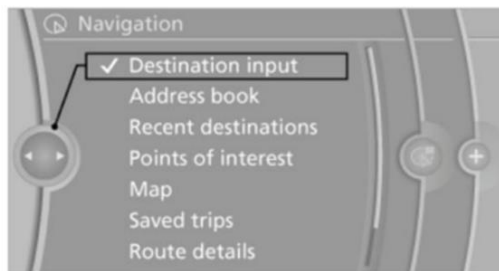 Navigation
✓ Destination input
Address book
Recent destinations
Points of interest
Map
Saved trips
Route details